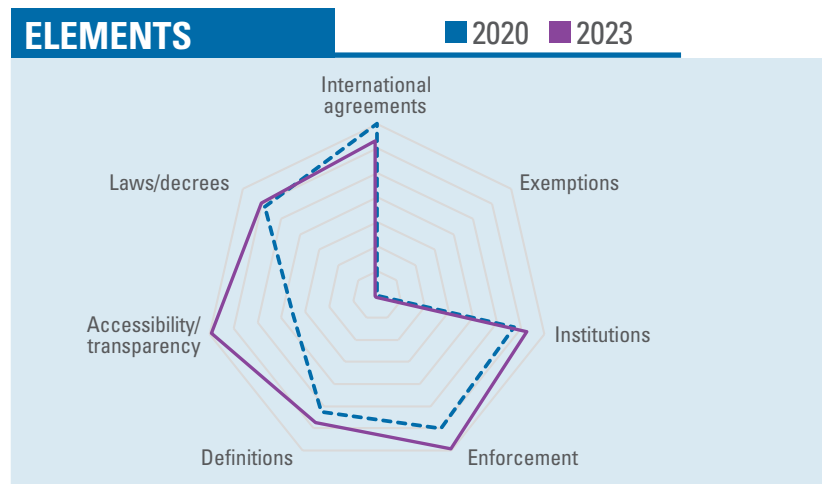 ELEMENTS
2020 2023
International
agreements
Laws/decrees
Exemptions
Accessibility/
transparency
Institutions
Definitions
Enforcement